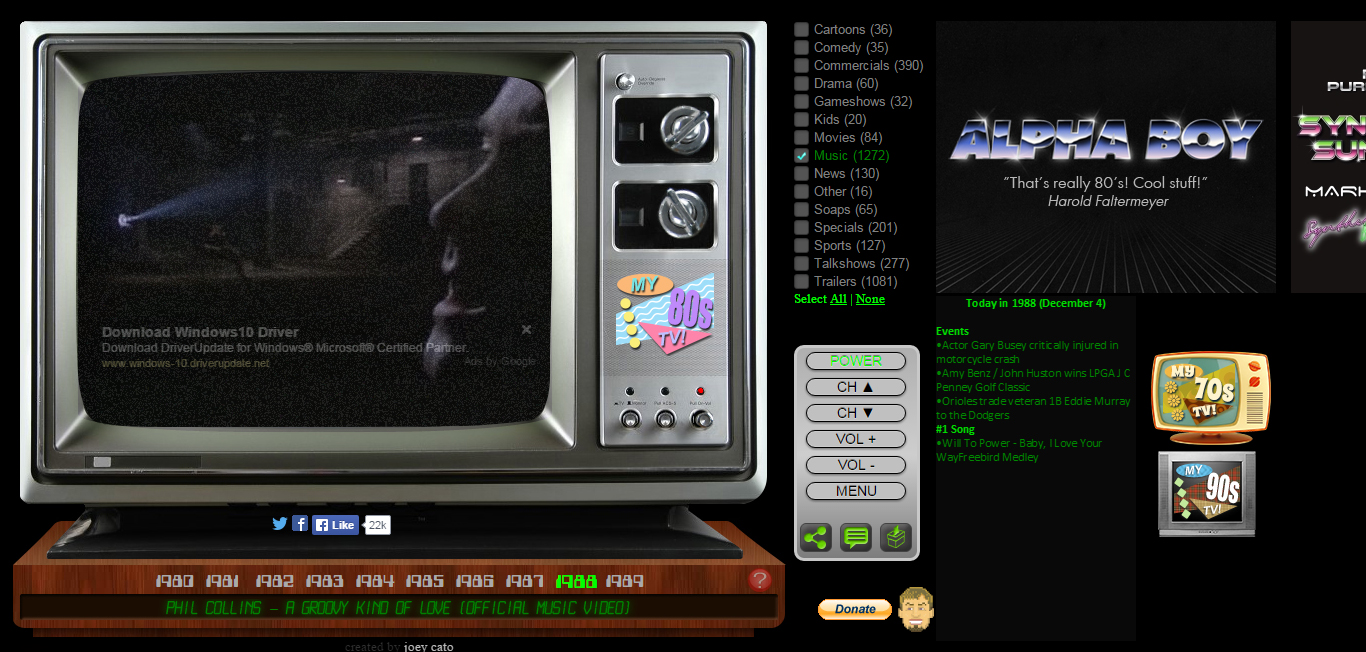 Download Windows10 Driver
Download DriverUpdate for Windows® Microsoft® Certified Partner.
www.windows-10.driverupdate.net
Ads by Google
MY
80s
TV!
Like
22k
1980 1981 1982 1983 1984 1985 1986 1987 1988 1989
?
PHIL COLLINS - A GROOVY KIND OF LOVE (OFFICIAL MUSIC VIDEO)
created by joey cato
Cartoons (36)
Comedy (35)
Commercials (390)
Drama (60)
Gameshows (32)
Kids (20)
Movies (84)
Music (1272)
News (130)
Other (16)
Soaps (65)
Specials (201)
Sports (127)
Talkshows (277)
Trailers (1081)
Select All | None
POWER
CH ▲
CH ▼
VOL +
VOL -
MENU
Donate
ALPHA BOY
“That’s really 80’s! Cool stuff!”
Harold Faltermeyer
Today in 1988 (December 4)
Events
•Actor Gary Busey critically injured in
motorcycle crash
•Amy Benz / John Huston wins LPGA J C
Penney Golf Classic
•Orioles trade veteran 1B Eddie Murray
to the Dodgers
#1 Song
•Will To Power - Baby, I Love Your
WayFreebird Medley
MY
70s
TV!
MY
90s
TV!